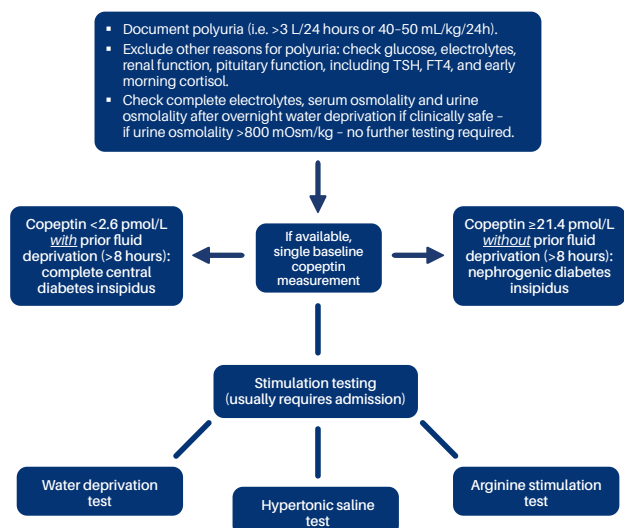 ▪ Document polyuria (i.e. >3 L/24 hours or 40–50 mL/kg/24h).
▪ Exclude other reasons for polyuria: check glucose, electrolytes,
renal function, pituitary function, including TSH, FT4, and early
morning cortisol.
▪ Check complete electrolytes, serum osmolality and urine
osmolality after overnight water deprivation if clinically safe –
if urine osmolality >800 mOsm/kg – no further testing required.
Copeptin <2.6 pmol/L
with prior fluid
deprivation (>8 hours):
complete central
diabetes insipidus
If available,
single baseline
copeptin
measurement
Copeptin ≥21.4 pmol/L
without prior fluid
deprivation (>8 hours):
nephrogenic diabetes
insipidus
Stimulation testing
(usually requires admission)
Water deprivation
test
Hypertonic saline
test
Arginine stimulation
test